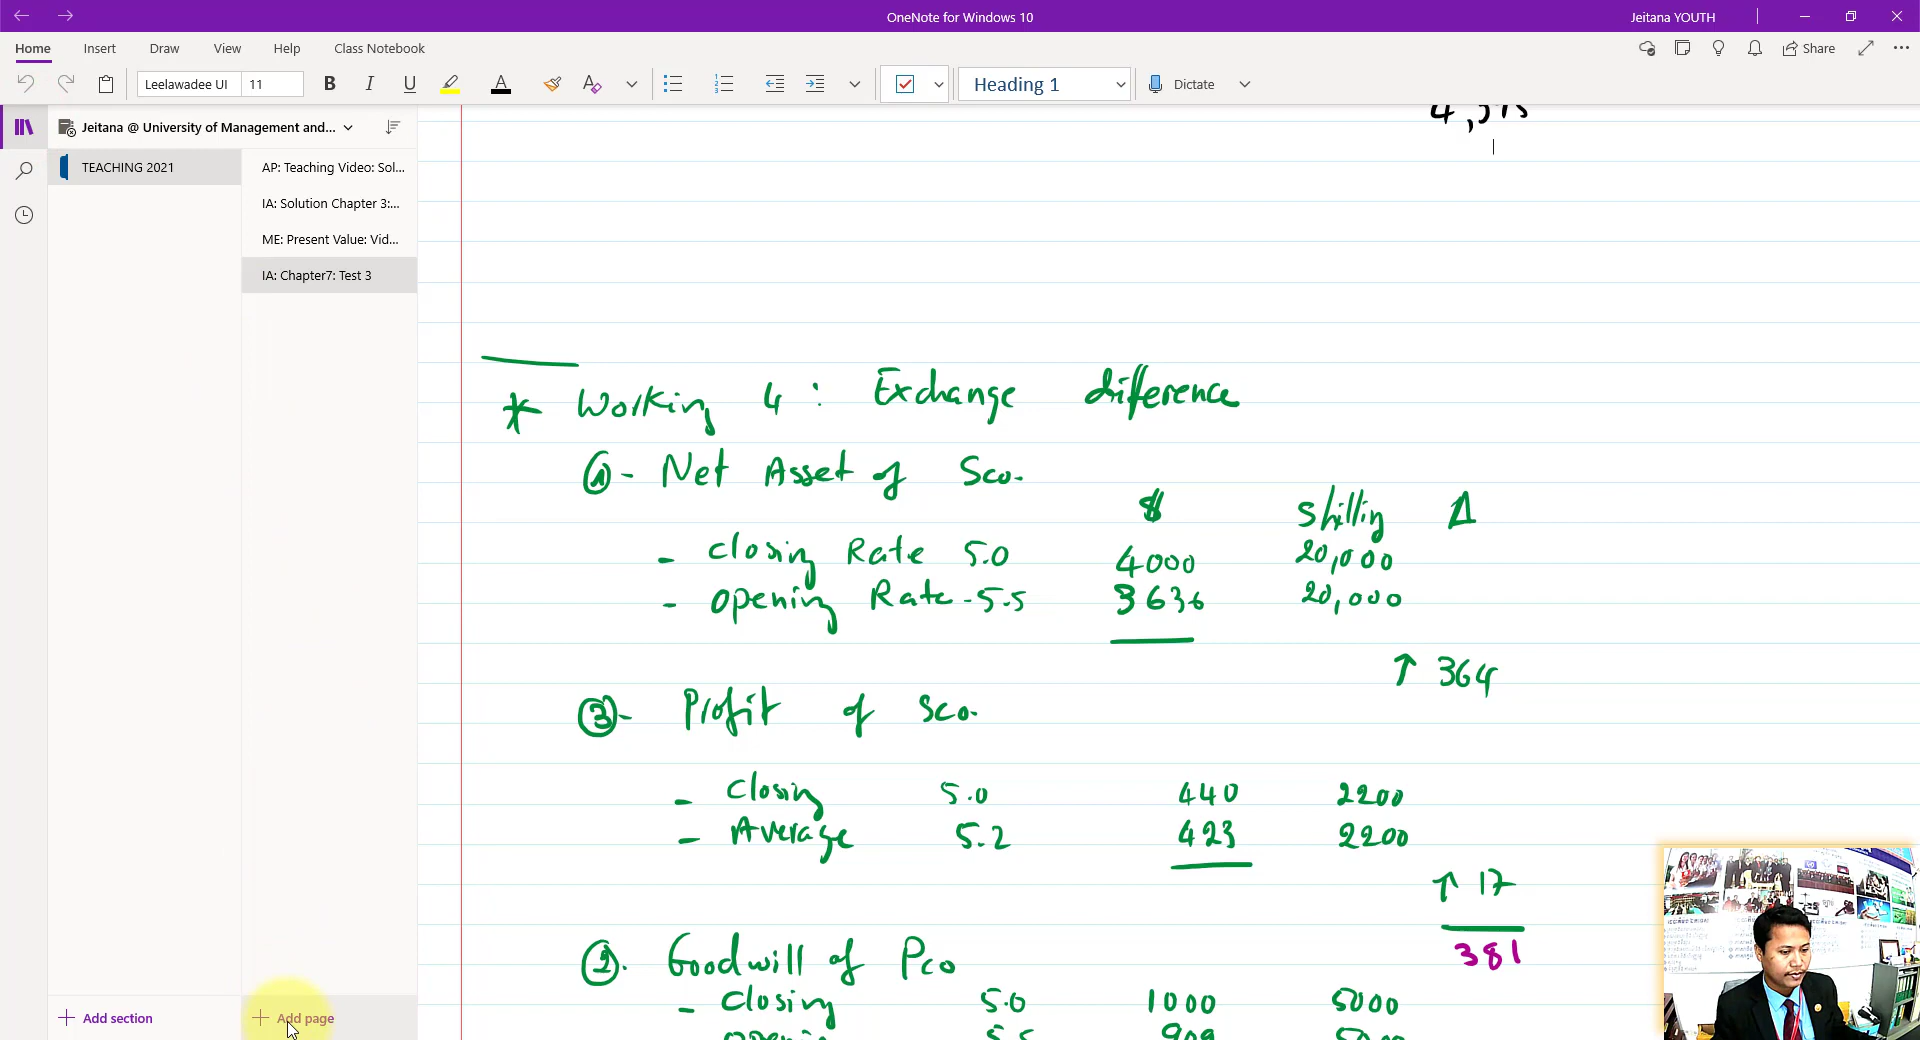 OneNote for Windows 10
Jeitana YOUTH
Home Insert Draw View Help Class Notebook
Share
Leelawadee UI 11 B I U A A Heading 1 Dictate
Jeitana @ University of Management and...
TEACHING 2021
AP: Teaching Video: Sol...
IA: Solution Chapter 3:...
ME: Present Value: Vid...
IA: Chapter7: Test 3
* Working 4 : Exchange difference
① - Net Asset of Sco.
$ Shilling Δ
- closing Rate 5.0 4000 20,000
- opening Rate - 5.5 3636 20,000
↑ 364
③ - Profit of Sco.
- Closing 5.0 440 2200
- Average 5.2 423 2200
↑ 17
381
②. Goodwill of Pco
- closing 5.0 1000 5000
+ Add section
+ Add page